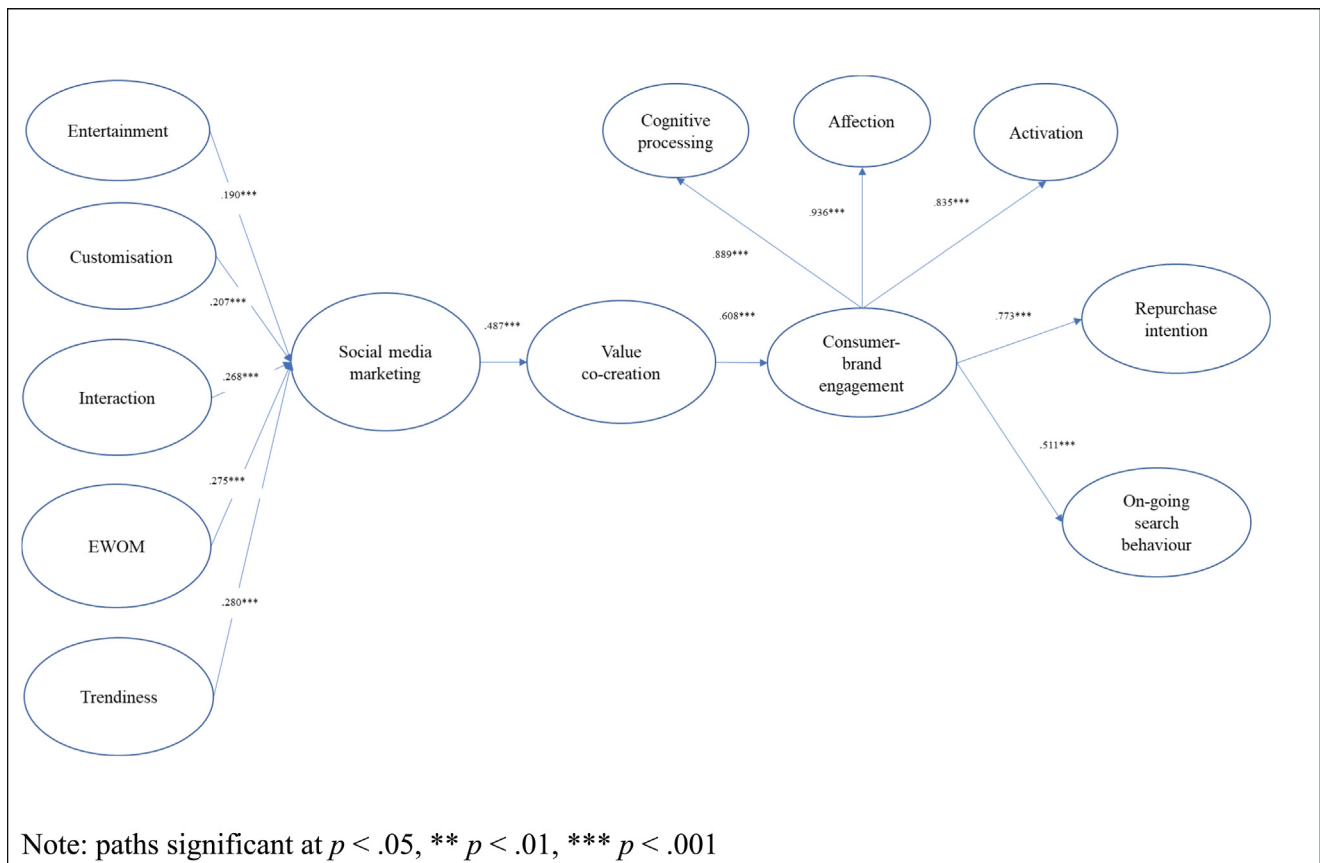 Entertainment
Customisation
Interaction
EWOM
Trendiness
.190***
.207***
.268***
.275***
.280***
Social media
marketing
.487***
Value
co-creation
.608***
Consumer-
brand
engagement
.889***
.936***
.835***
Cognitive
processing
Affection
Activation
.773***
Repurchase
intention
.511***
On-going
search
behaviour
Note: paths significant at p < .05, ** p < .01, *** p < .001